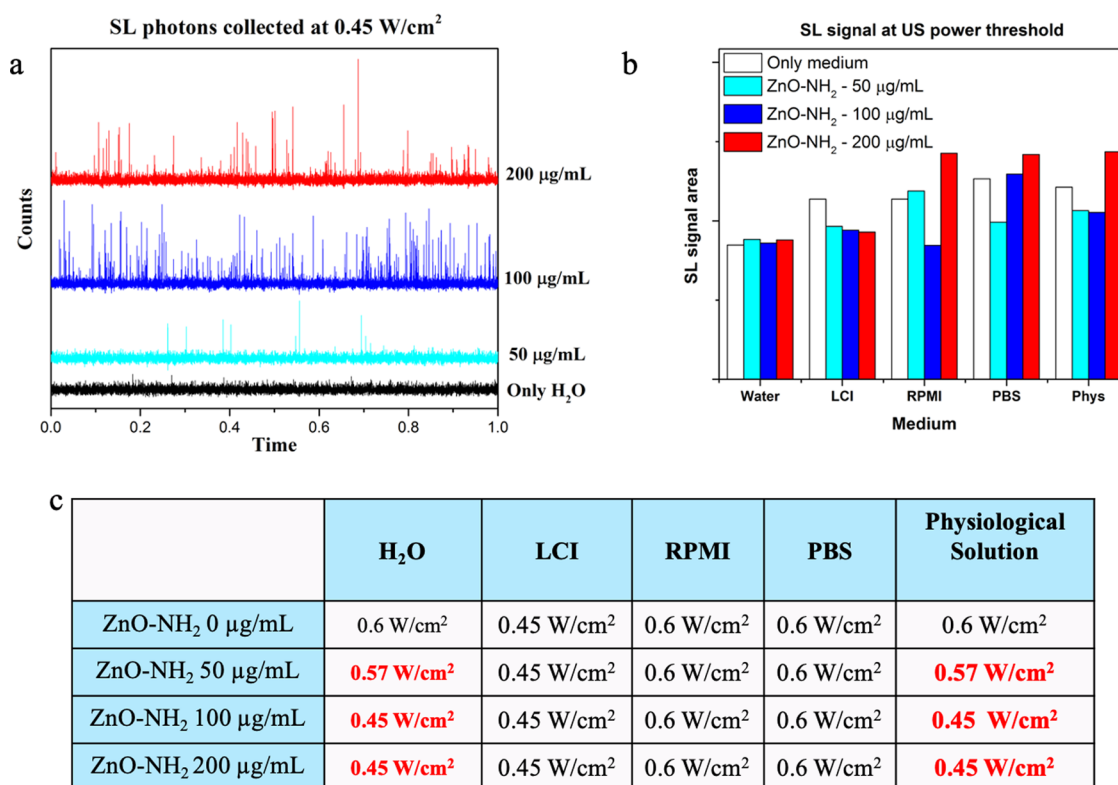 a
SL photons collected at 0.45 W/cm²
Counts
200 µg/mL
100 µg/mL
50 µg/mL
Only H₂O
0.0 0.2 0.4 0.6 0.8 1.0
Time
b
SL signal at US power threshold
Only medium
ZnO-NH₂ - 50 µg/mL
ZnO-NH₂ - 100 µg/mL
ZnO-NH₂ - 200 µg/mL
SL signal area
Water LCI RPMI PBS Phys
Medium
c
H₂O LCI RPMI PBS Physiological
Solution
ZnO-NH₂ 0 µg/mL 0.6 W/cm² 0.45 W/cm² 0.6 W/cm² 0.6 W/cm² 0.6 W/cm²
ZnO-NH₂ 50 µg/mL 0.57 W/cm² 0.45 W/cm² 0.6 W/cm² 0.6 W/cm² 0.57 W/cm²
ZnO-NH₂ 100 µg/mL 0.45 W/cm² 0.45 W/cm² 0.6 W/cm² 0.6 W/cm² 0.45 W/cm²
ZnO-NH₂ 200 µg/mL 0.45 W/cm² 0.45 W/cm² 0.6 W/cm² 0.6 W/cm² 0.45 W/cm²